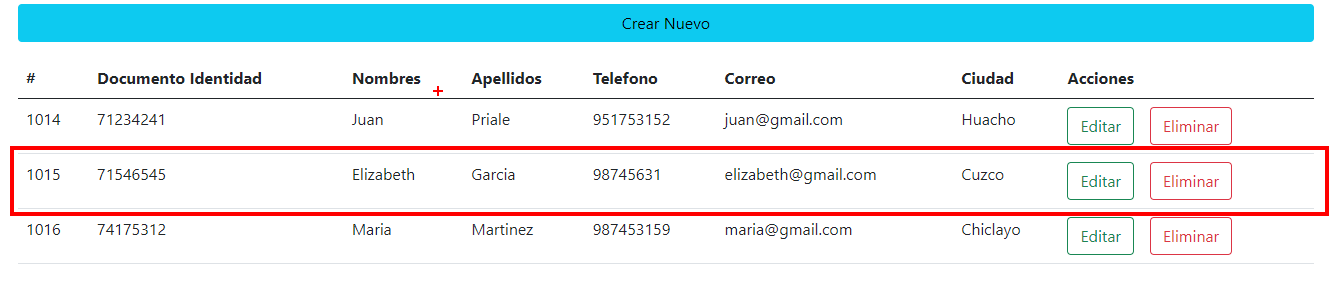 Crear Nuevo
# Documento Identidad Nombres Apellidos Telefono Correo Ciudad Acciones
1014 71234241 Juan Priale 951753152 juan@gmail.com Huacho Editar Eliminar
1015 71546545 Elizabeth Garcia 98745631 elizabeth@gmail.com Cuzco Editar Eliminar
1016 74175312 Maria Martinez 987453159 maria@gmail.com Chiclayo Editar Eliminar